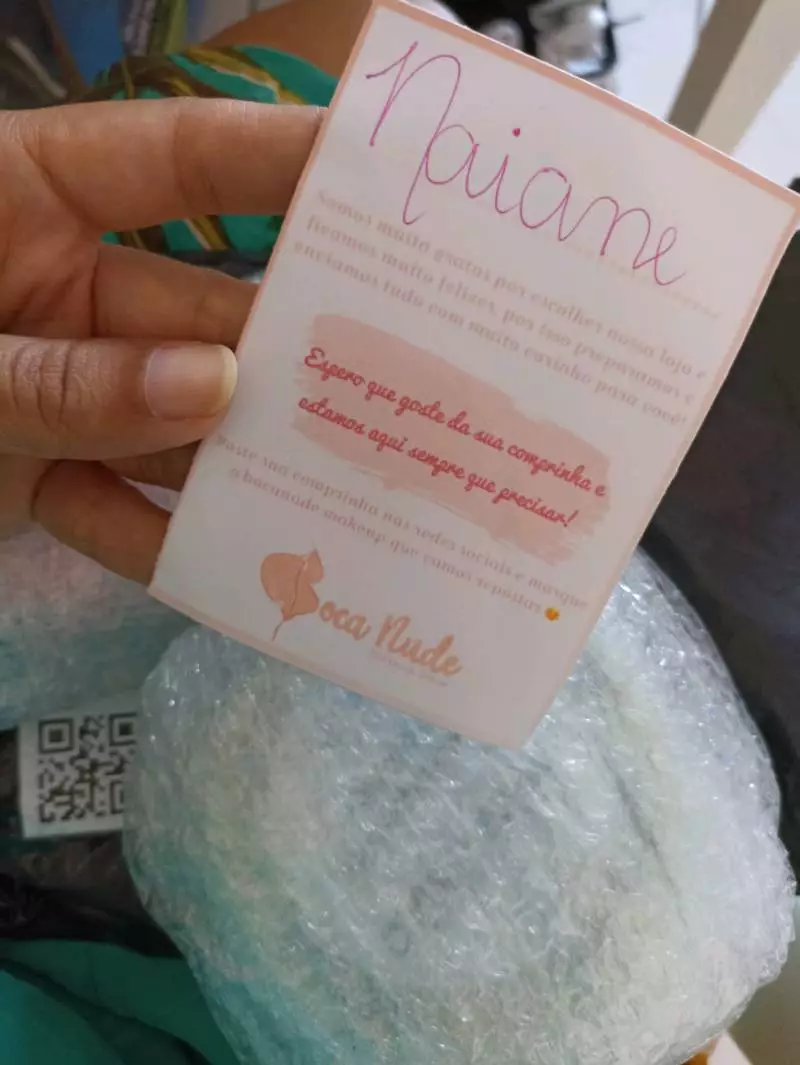 Naiane
Somos muito gratos por escolher nossa loja e
ficamos muito felizes, por isso preparamos e
enviamos tudo com muito carinho para você!
Espero que goste da sua comprinha e
estamos aqui sempre que precisar!
Poste sua comprinha nas redes sociais e marque
a bocanude makeup que vamos repostar 🧡
Boca Nude